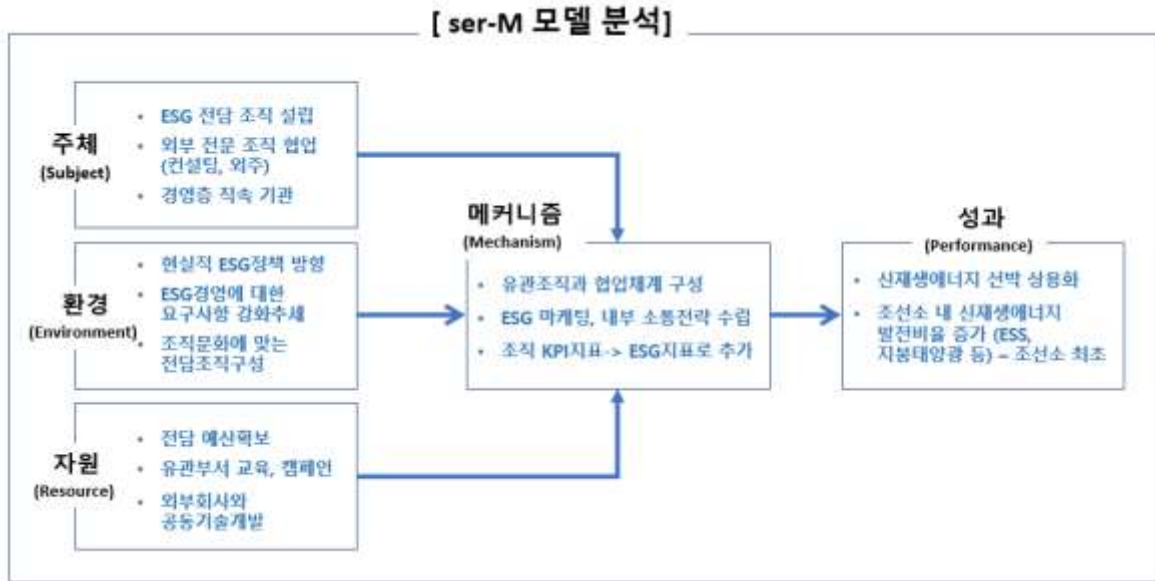 [ ser-M 모델 분석]
주체
(Subject)
• ESG 전담 조직 설립
• 외부 전문 조직 협업
(컨설팅, 외주)
• 경영층 직속 기관
환경
(Environment)
• 현실적 ESG정책 방향
• ESG경영에 대한
요구사항 강화추세
• 조직문화에 맞는
전담조직구성
자원
(Resource)
• 전담 예산확보
• 유관부서 교육, 캠페인
• 외부회사와
공동기술개발
메커니즘
(Mechanism)
• 유관조직과 협업체계 구성
• ESG 마케팅, 내부 소통전략 수립
• 조직 KPI지표-> ESG지표로 추가
성과
(Performance)
• 신재생에너지 선박 상용화
• 조선소 내 신재생에너지
발전비율 증가 (ESS,
지붕태양광 등) – 조선소 최초